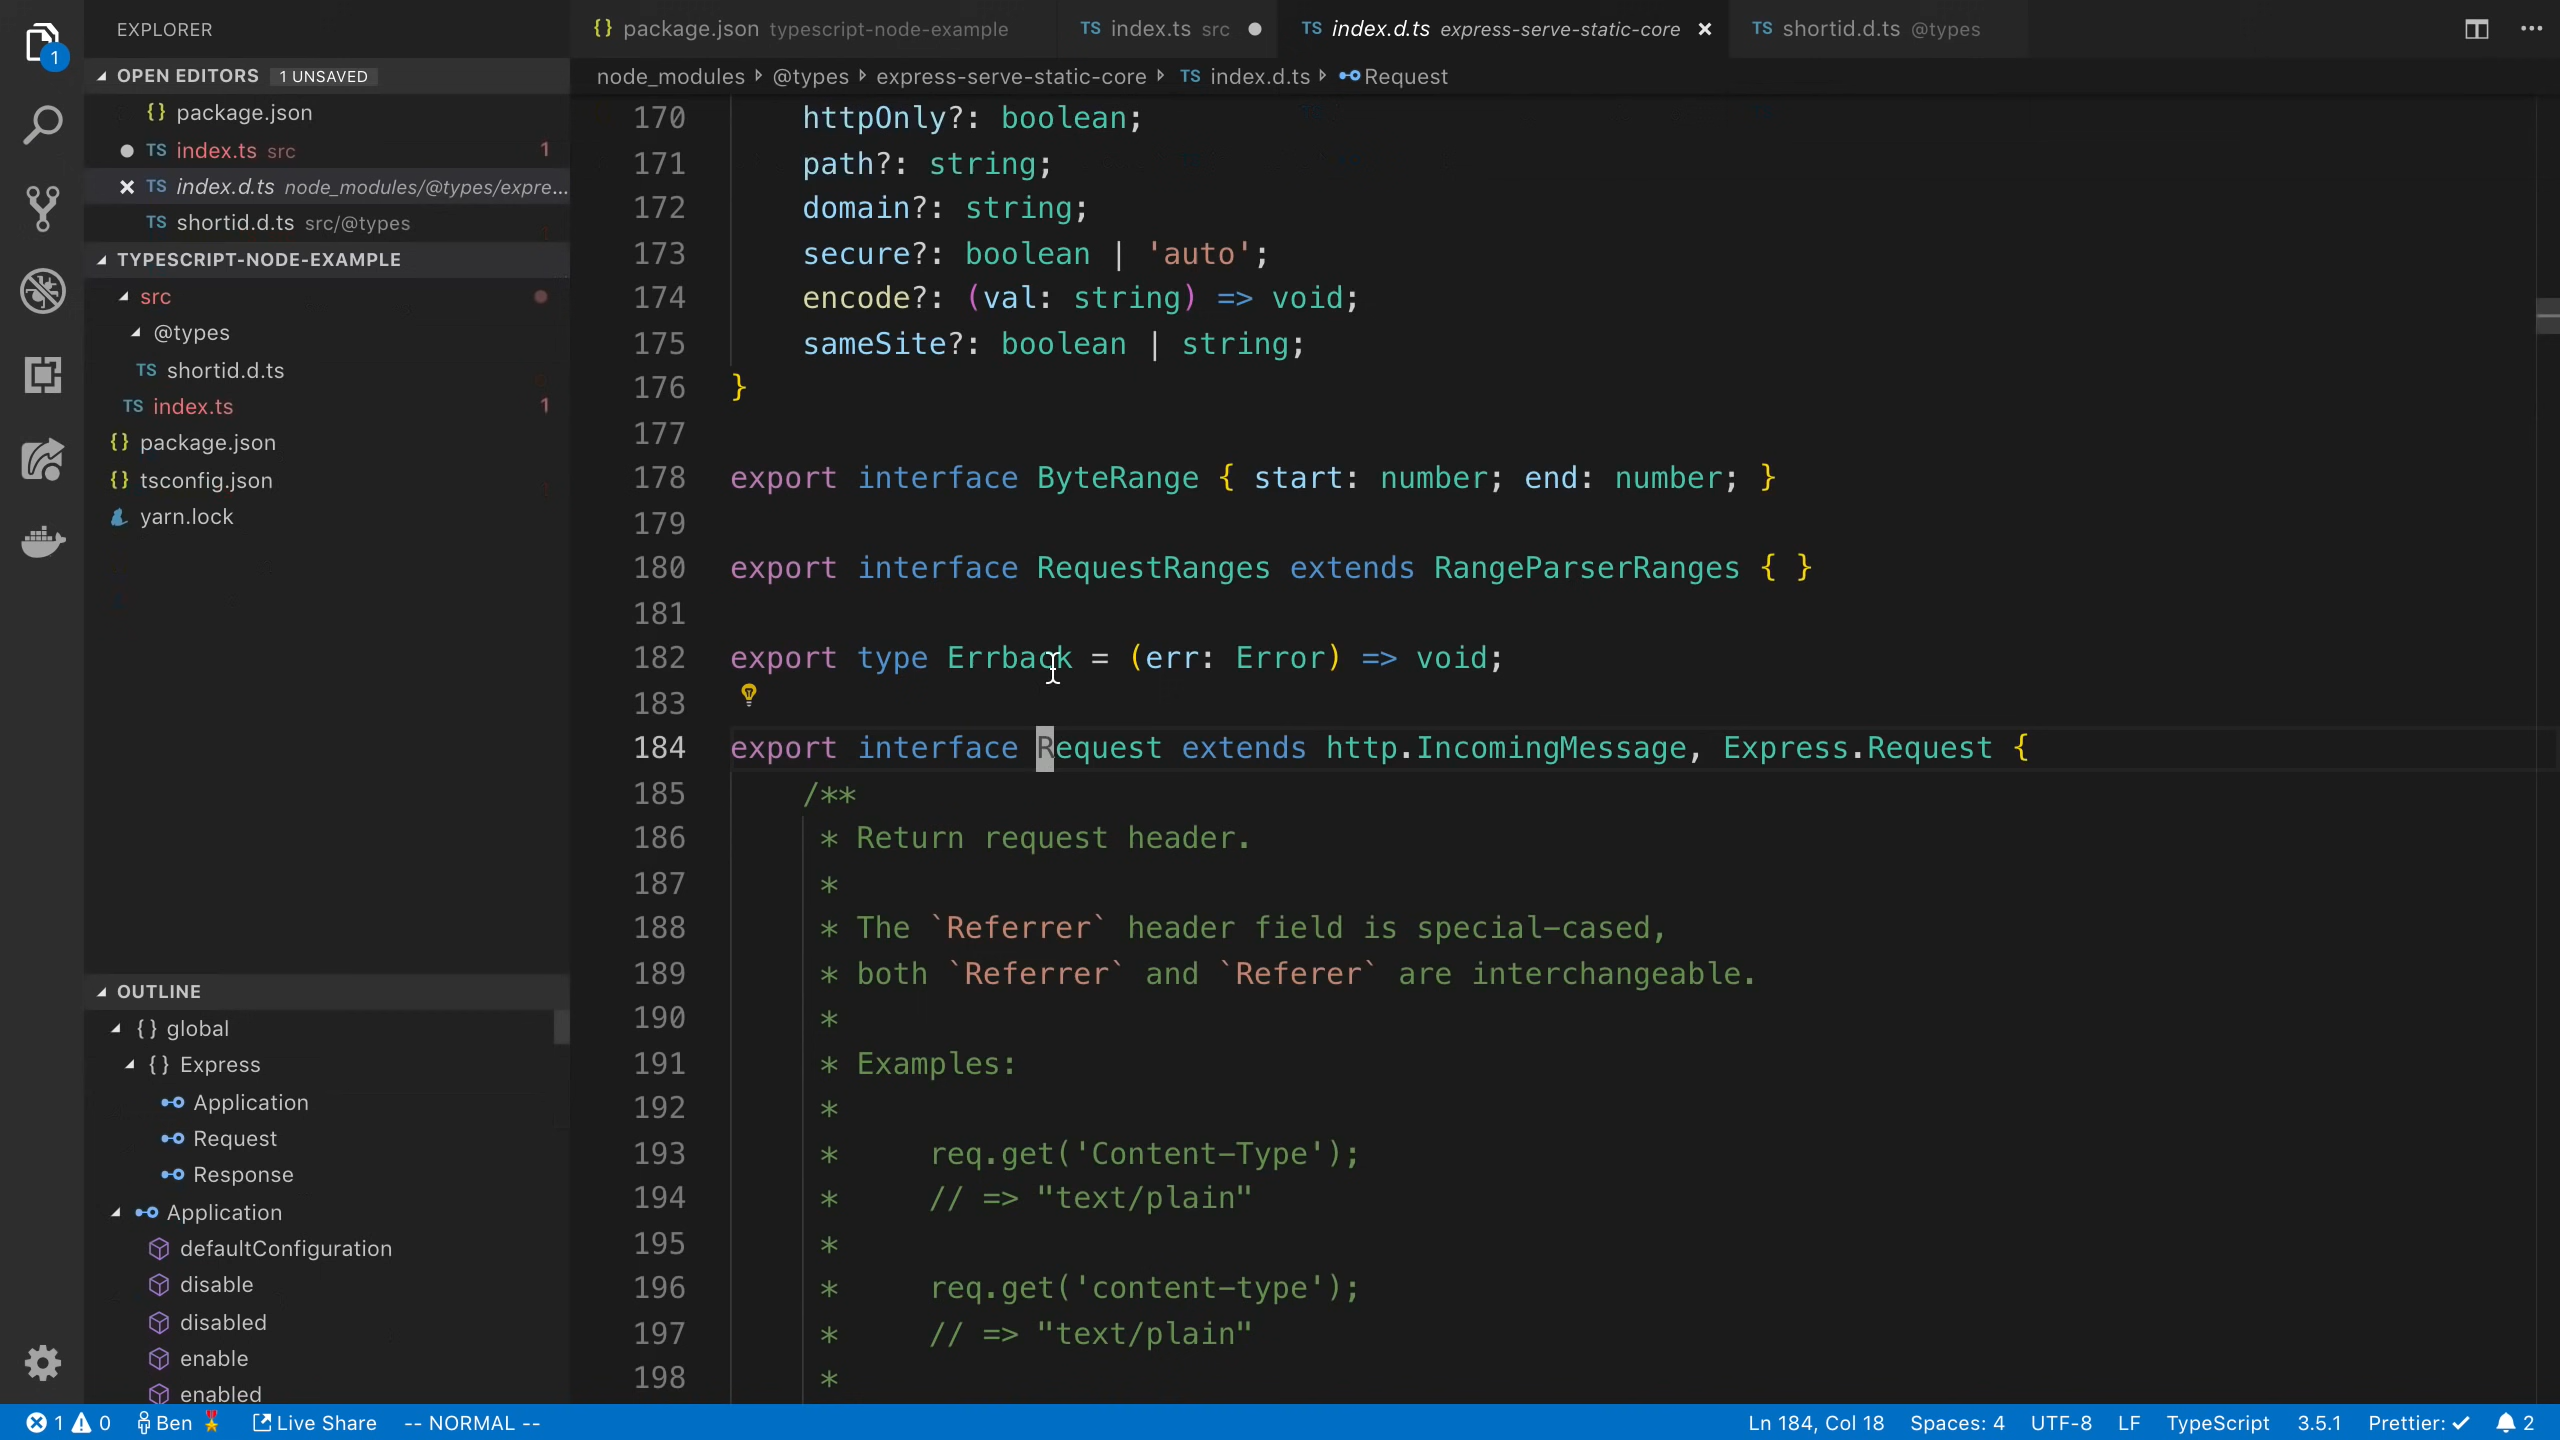 EXPLORER
OPEN EDITORS 1 UNSAVED
{} package.json
TS index.ts src 1
TS index.d.ts node_modules/@types/expre...
TS shortid.d.ts src/@types
TYPESCRIPT-NODE-EXAMPLE
src
@types
TS shortid.d.ts
TS index.ts 1
{} package.json
{} tsconfig.json
yarn.lock
OUTLINE
{} global
{} Express
Application
Request
Response
Application
defaultConfiguration
disable
disabled
enable
enabled
1
{} package.json typescript-node-example TS index.ts src TS index.d.ts express-serve-static-core TS shortid.d.ts @types
node_modules @types express-serve-static-core TS index.d.ts Request
170 httpOnly?: boolean;
171 path?: string;
172 domain?: string;
173 secure?: boolean | 'auto';
174 encode?: (val: string) => void;
175 sameSite?: boolean | string;
176 }
177
178 export interface ByteRange { start: number; end: number; }
179
180 export interface RequestRanges extends RangeParserRanges { }
181
182 export type Errback = (err: Error) => void;
183
184 export interface Request extends http.IncomingMessage, Express.Request {
185 /**
186 * Return request header.
187 *
188 * The `Referrer` header field is special-cased,
189 * both `Referrer` and `Referer` are interchangeable.
190 *
191 * Examples:
192 *
193 * req.get('Content-Type');
194 * // => "text/plain"
195 *
196 * req.get('content-type');
197 * // => "text/plain"
198 *
1 0 Ben Live Share -- NORMAL -- Ln 184, Col 18 Spaces: 4 UTF-8 LF TypeScript 3.5.1 Prettier: ✓ 2